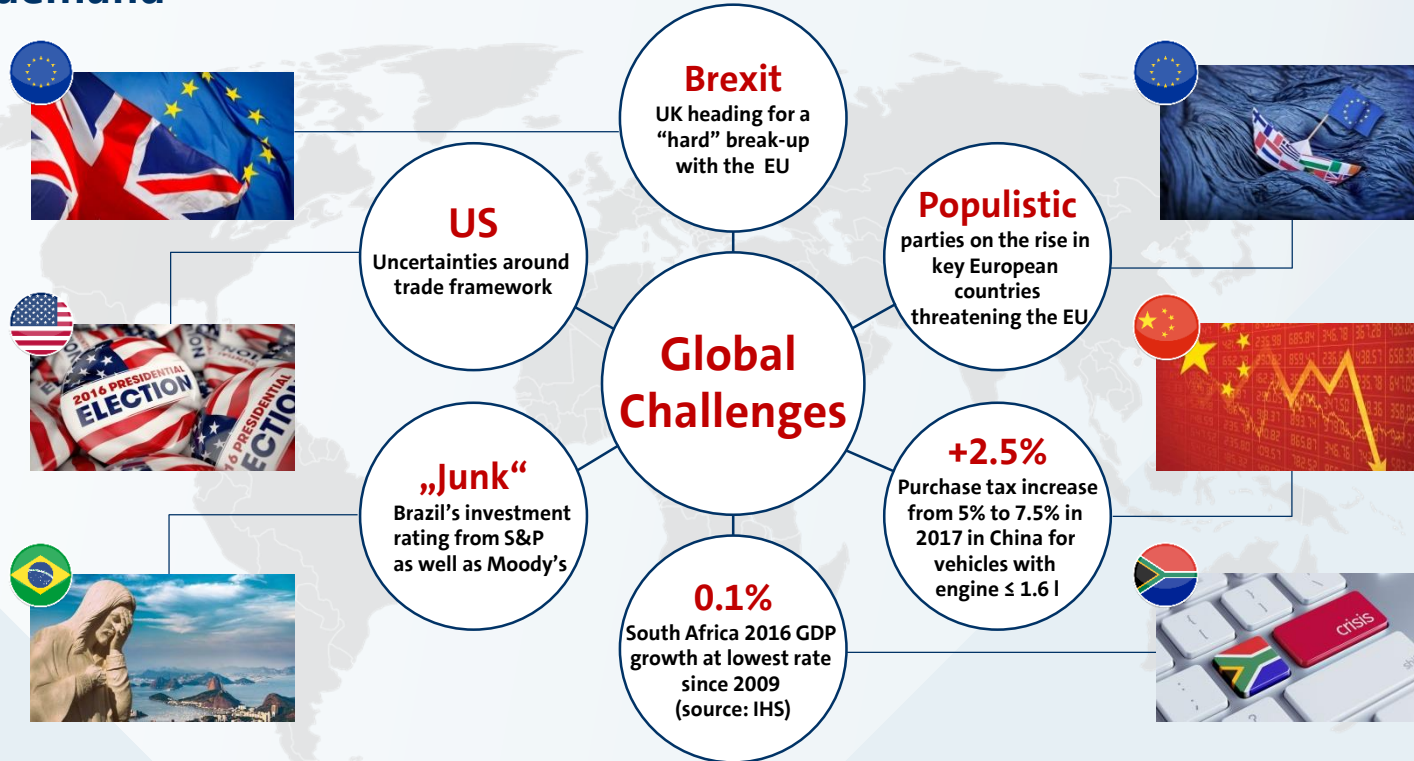 demand
Brexit
UK heading for a
“hard” break-up
with the EU
US
Uncertainties around
trade framework
Populistic
parties on the rise in
key European
countries
threatening the EU
Global
Challenges
2016 PRESIDENTIAL
ELECTION
„Junk“
Brazil’s investment
rating from S&P
as well as Moody’s
+2.5%
Purchase tax increase
from 5% to 7.5% in
2017 in China for
vehicles with
engine ≤ 1.6 l
0.1%
South Africa 2016 GDP
growth at lowest rate
since 2009
(source: IHS)
crisis